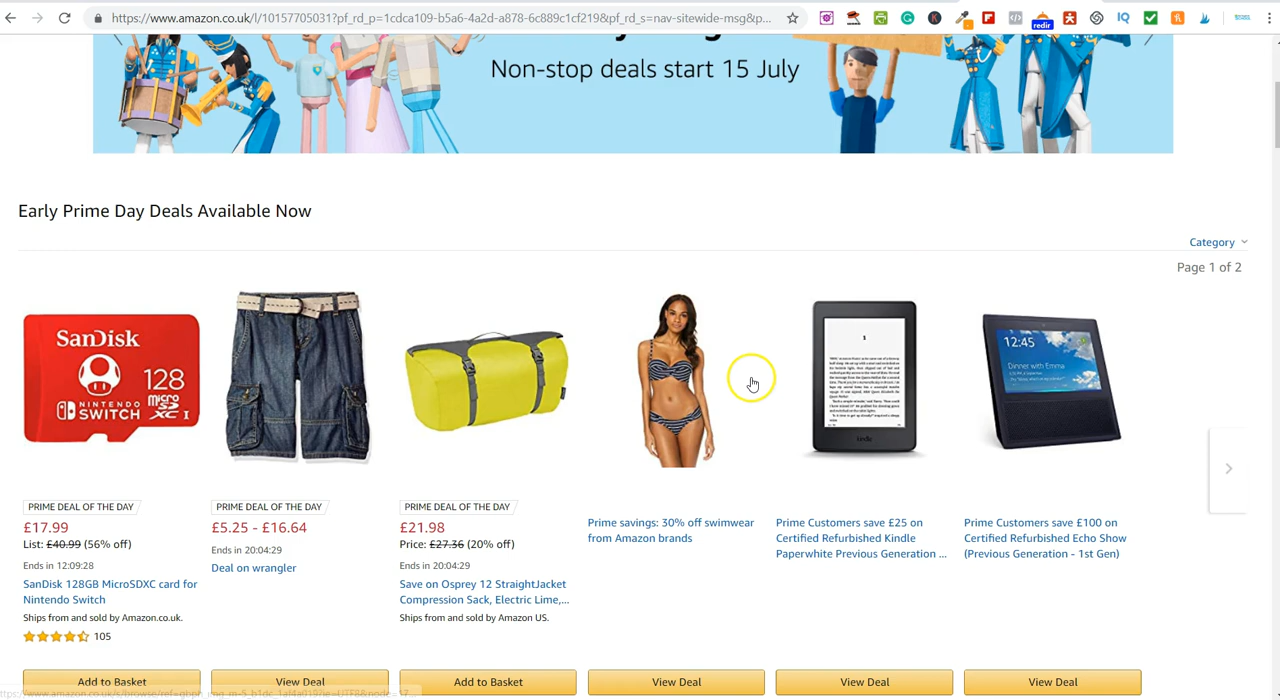 https://www.amazon.co.uk/l/10157705031?pf_rd_p=1cdca109-b5a6-4a2d-a878-6c889c1cf219&pf_rd_s=nav-sitewide-msg&p...
redir
Non-stop deals start 15 July
Early Prime Day Deals Available Now
Category
Page 1 of 2
SanDisk
128
NINTENDO
SWITCH
micro
XC I
12:45
Dinner with Emma
1
kindle
PRIME DEAL OF THE DAY
£17.99
List: £40.99 (56% off)
Ends in 12:09:28
SanDisk 128GB MicroSDXC card for
Nintendo Switch
Ships from and sold by Amazon.co.uk.
105
Add to Basket
PRIME DEAL OF THE DAY
£5.25 - £16.64
Ends in 20:04:29
Deal on wrangler
View Deal
PRIME DEAL OF THE DAY
£21.98
Price: £27.36 (20% off)
Ends in 20:04:29
Save on Osprey 12 StraightJacket
Compression Sack, Electric Lime,...
Ships from and sold by Amazon US.
Add to Basket
Prime savings: 30% off swimwear
from Amazon brands
View Deal
Prime Customers save £25 on
Certified Refurbished Kindle
Paperwhite Previous Generation ...
View Deal
Prime Customers save £100 on
Certified Refurbished Echo Show
(Previous Generation - 1st Gen)
View Deal